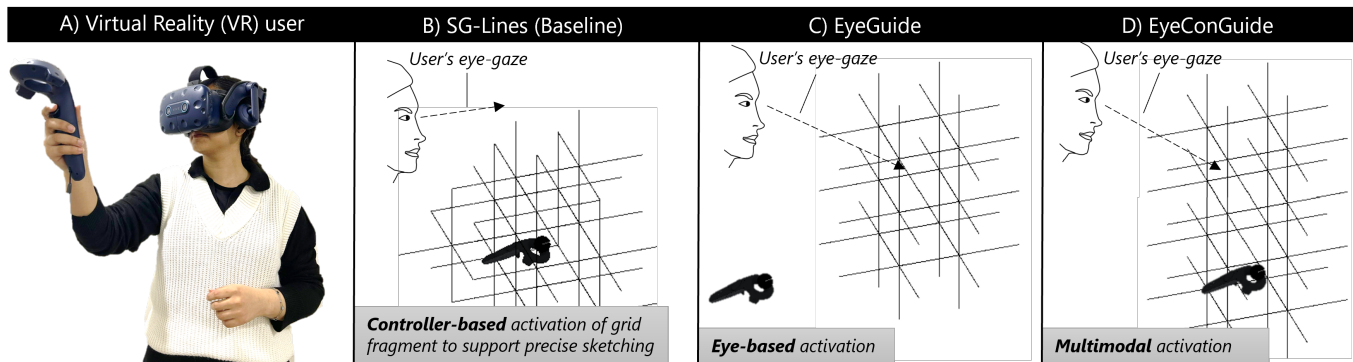 A) Virtual Reality (VR) user
B) SG-Lines (Baseline)
C) EyeGuide
D) EyeConGuide
User's eye-gaze
User's eye-gaze
User's eye-gaze
Controller-based activation of grid
fragment to support precise sketching
Eye-based activation
Multimodal activation